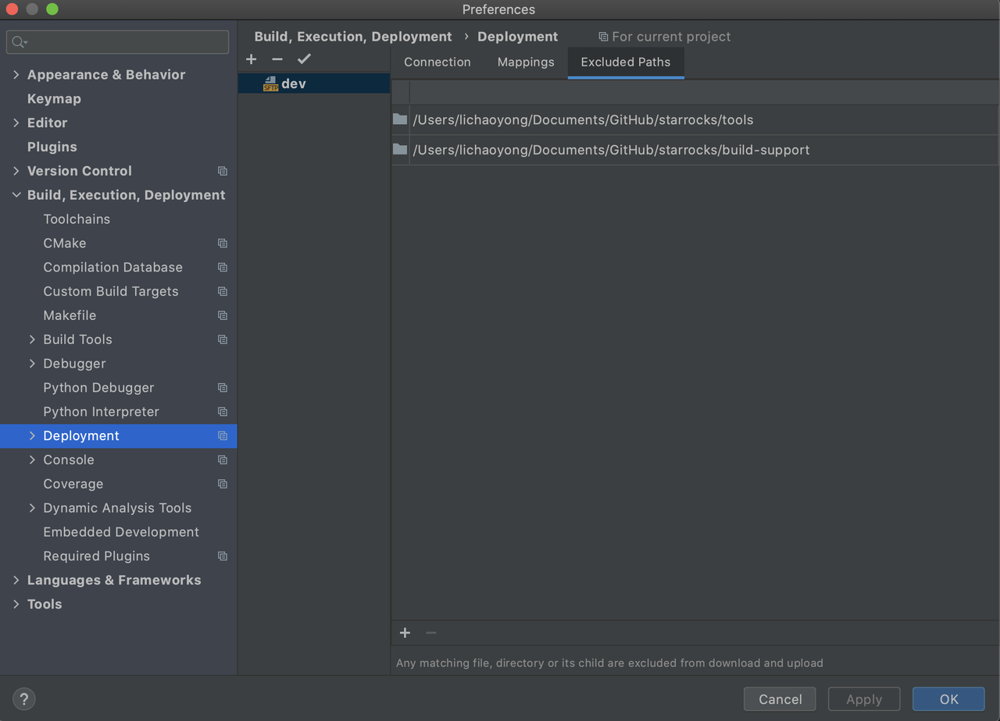 Preferences
Build, Execution, Deployment › Deployment For current project
Appearance & Behavior
Keymap
Editor
Plugins
Version Control
Build, Execution, Deployment
Toolchains
CMake
Compilation Database
Custom Build Targets
Makefile
Build Tools
Debugger
Python Debugger
Python Interpreter
Deployment
Console
Coverage
Dynamic Analysis Tools
Embedded Development
Required Plugins
Languages & Frameworks
Tools
SFTP dev
Connection Mappings Excluded Paths
/Users/lichaoyong/Documents/GitHub/starrocks/tools
/Users/lichaoyong/Documents/GitHub/starrocks/build-support
Any matching file, directory or its child are excluded from download and upload
? Cancel Apply OK